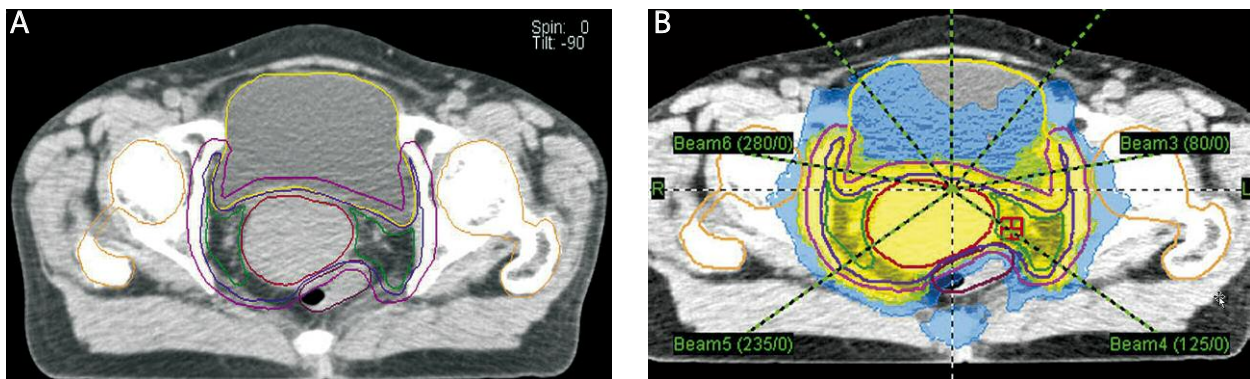 A
Spin: 0
Tilt: -90
B
Beam6 (280/0)
Beam3 (80/0)
R
L
Beam5 (235/0)
Beam4 (125/0)